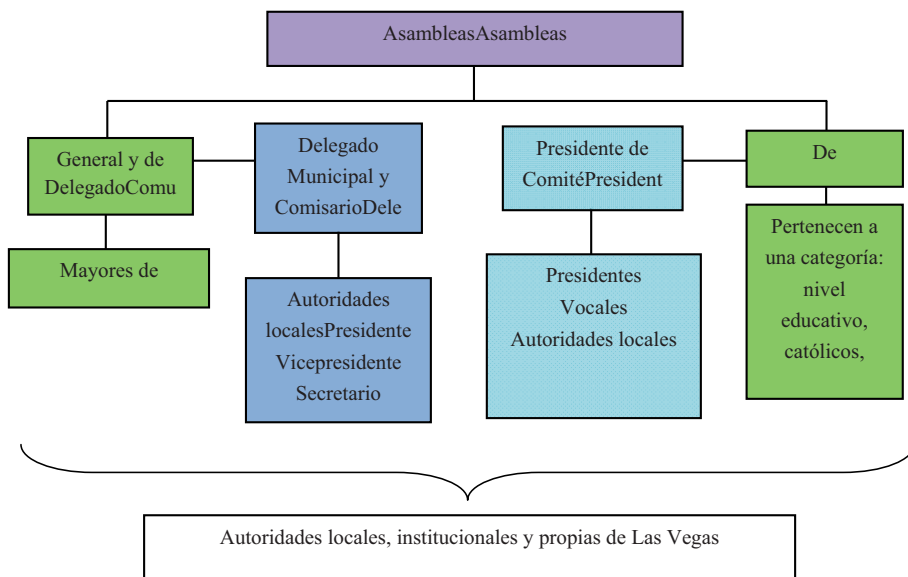 AsambleasAsambleas
General y de
DelegadoComu
Delegado
Municipal y
ComisarioDele
Presidente de
ComitéPresident
De
Mayores de
Autoridades
localesPresidente
Vicepresidente
Secretario
Presidentes
Vocales
Autoridades locales
Pertenecen a
una categoría:
nivel
educativo,
católicos,
Autoridades locales, institucionales y propias de Las Vegas